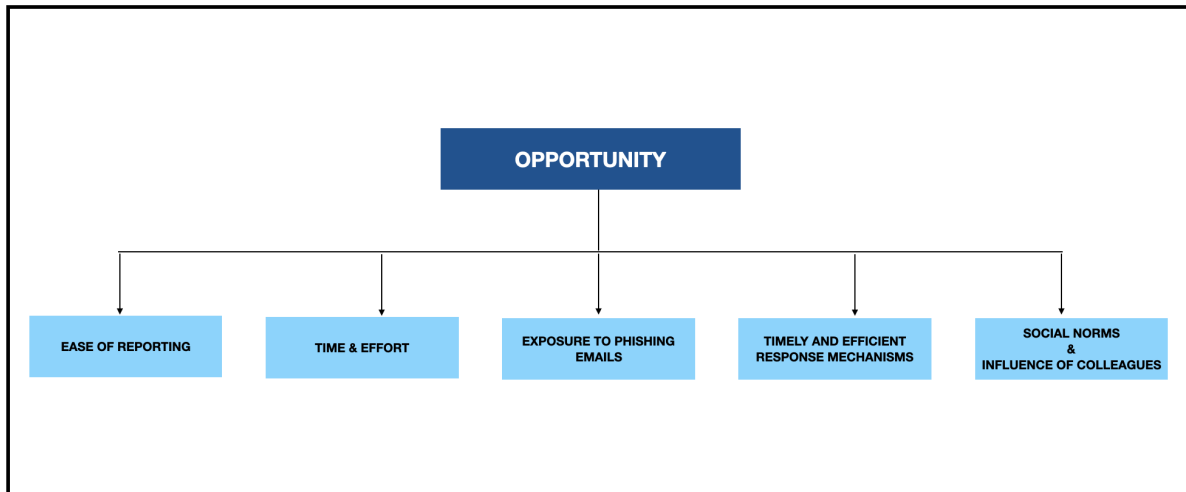 OPPORTUNITY
EASE OF REPORTING
TIME & EFFORT
EXPOSURE TO PHISHING
EMAILS
TIMELY AND EFFICIENT
RESPONSE MECHANISMS
SOCIAL NORMS
&
INFLUENCE OF COLLEAGUES